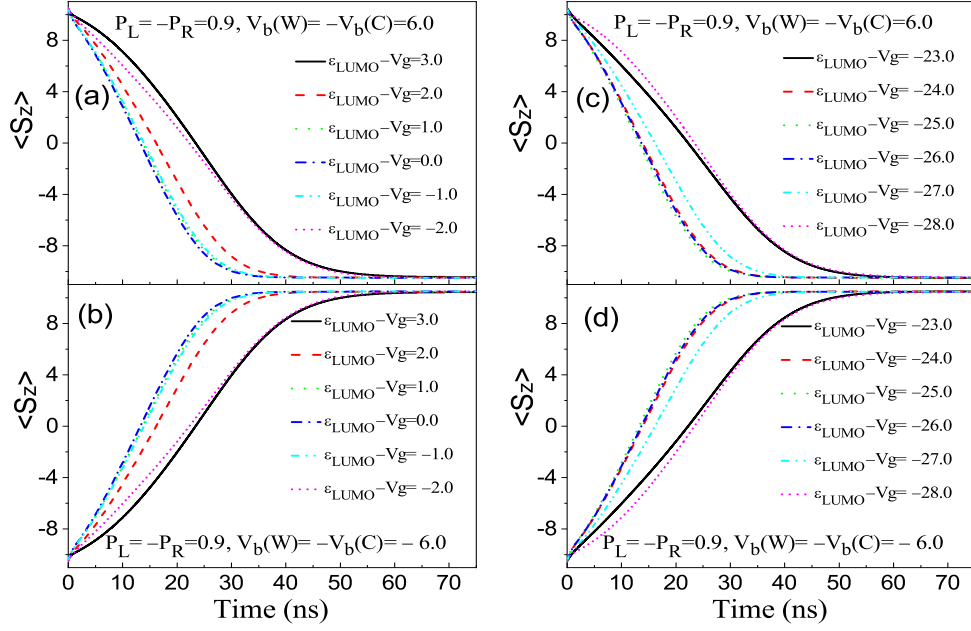 P_L = −P_R=0.9, V_b(W)= −V_b(C)=6.0
(a)
<S_Z>
8
4
0
-4
-8
ε_LUMO−Vg=3.0
ε_LUMO−Vg=2.0
ε_LUMO−Vg=1.0
ε_LUMO−Vg=0.0
ε_LUMO−Vg= −1.0
ε_LUMO−Vg= −2.0
P_L = −P_R=0.9, V_b(W)= −V_b(C)=6.0
(c)
<S_Z>
8
4
0
-4
-8
ε_LUMO−Vg= −23.0
ε_LUMO−Vg= −24.0
ε_LUMO−Vg= −25.0
ε_LUMO−Vg= −26.0
ε_LUMO−Vg= −27.0
ε_LUMO−Vg= −28.0
(b)
<S_Z>
8
4
0
-4
-8
ε_LUMO−Vg=3.0
ε_LUMO−Vg=2.0
ε_LUMO−Vg=1.0
ε_LUMO−Vg=0.0
ε_LUMO−Vg= −1.0
ε_LUMO−Vg= −2.0
P_L = −P_R=0.9, V_b(W)= −V_b(C)= − 6.0
0 10 20 30 40 50 60 70
Time (ns)
(d)
<S_Z>
8
4
0
-4
-8
ε_LUMO−Vg= −23.0
ε_LUMO−Vg= −24.0
ε_LUMO−Vg= −25.0
ε_LUMO−Vg= −26.0
ε_LUMO−Vg= −27.0
ε_LUMO−Vg= −28.0
P_L = −P_R=0.9, V_b(W)= −V_b(C)= − 6.0
0 10 20 30 40 50 60 70
Time (ns)